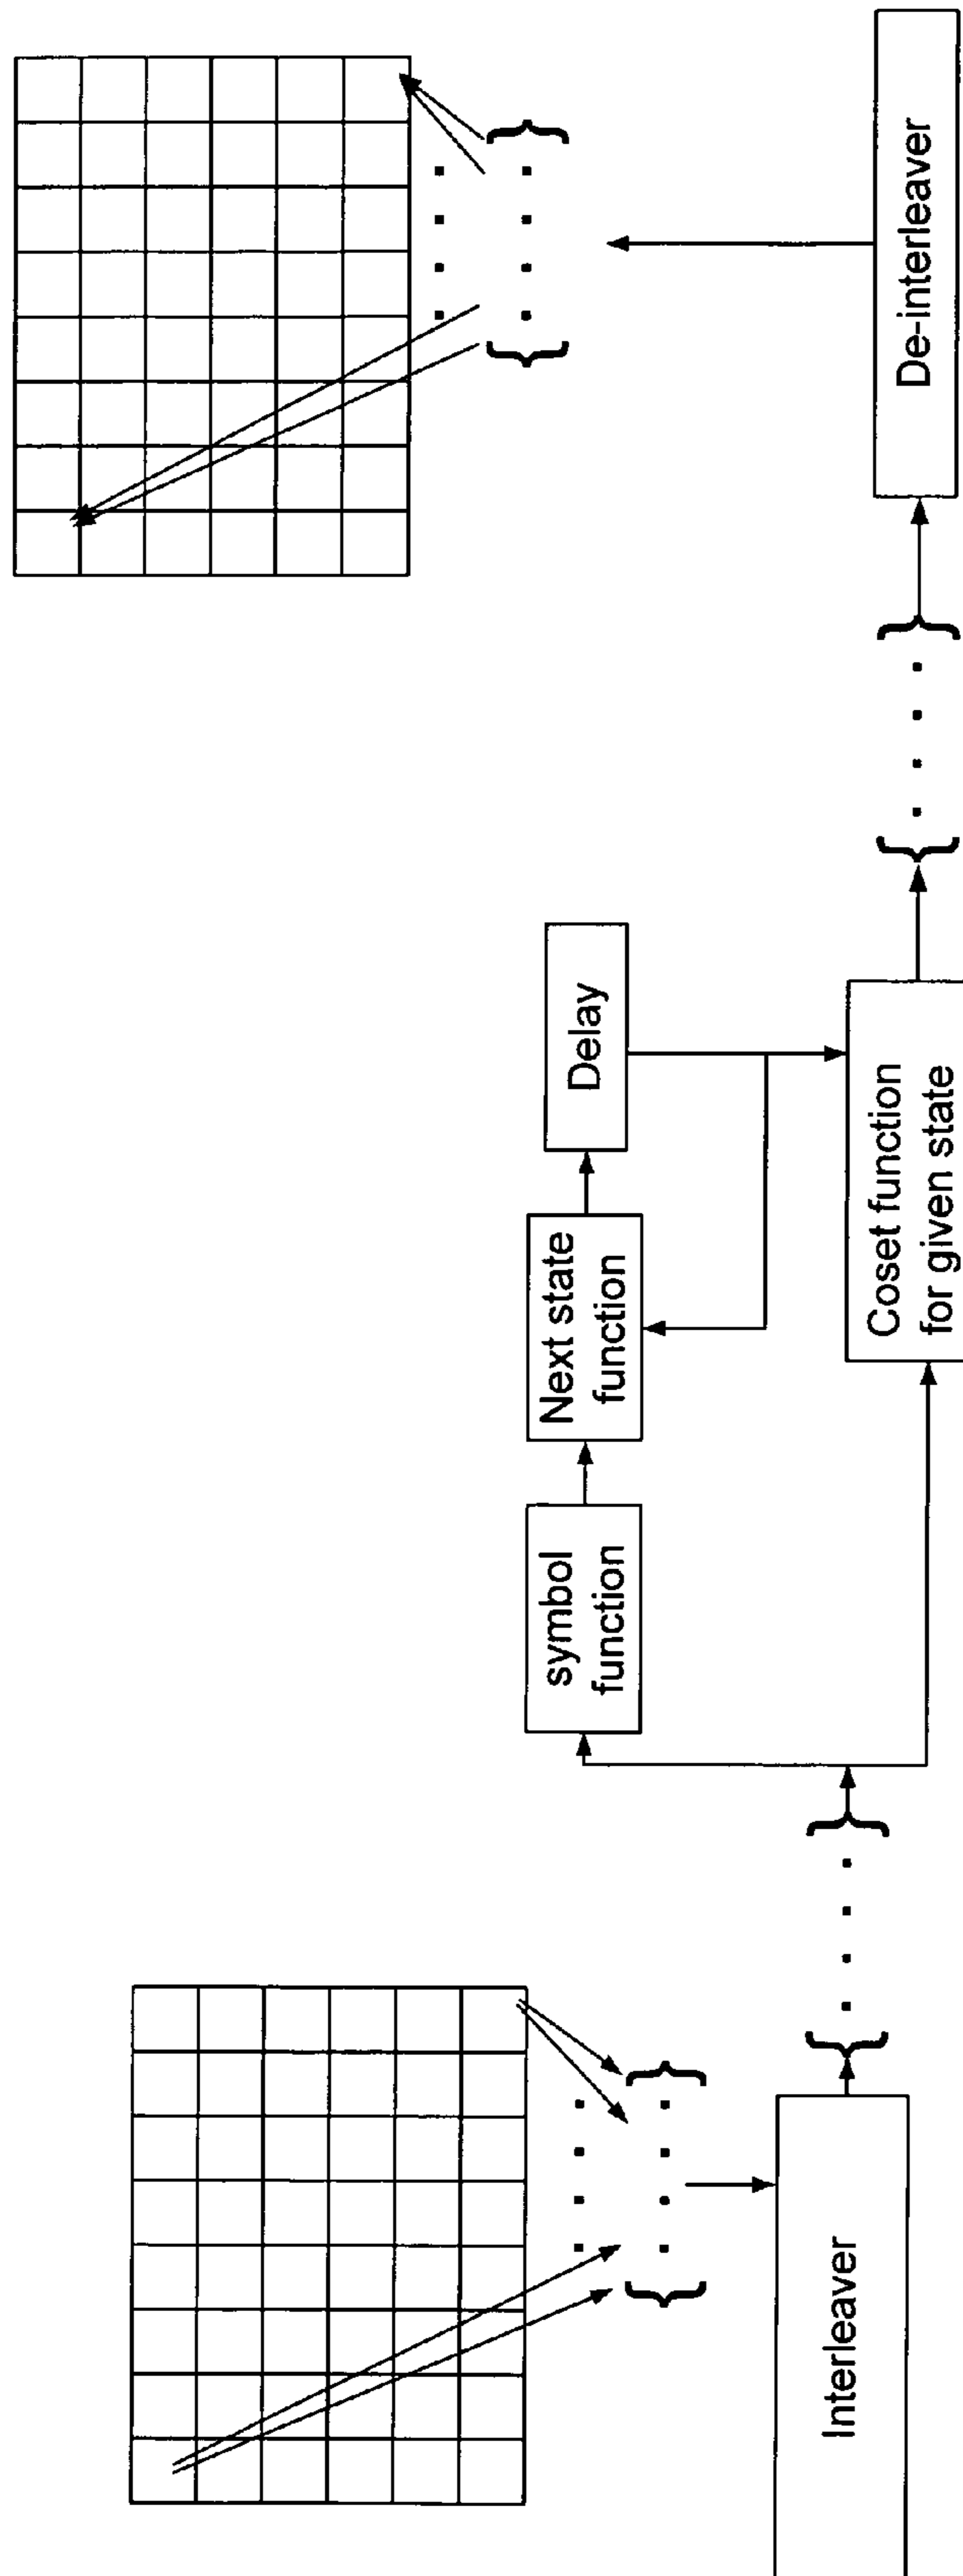 Interleaver
symbol
function
Next state
function
Delay
Coset function
for given state
De-interleaver